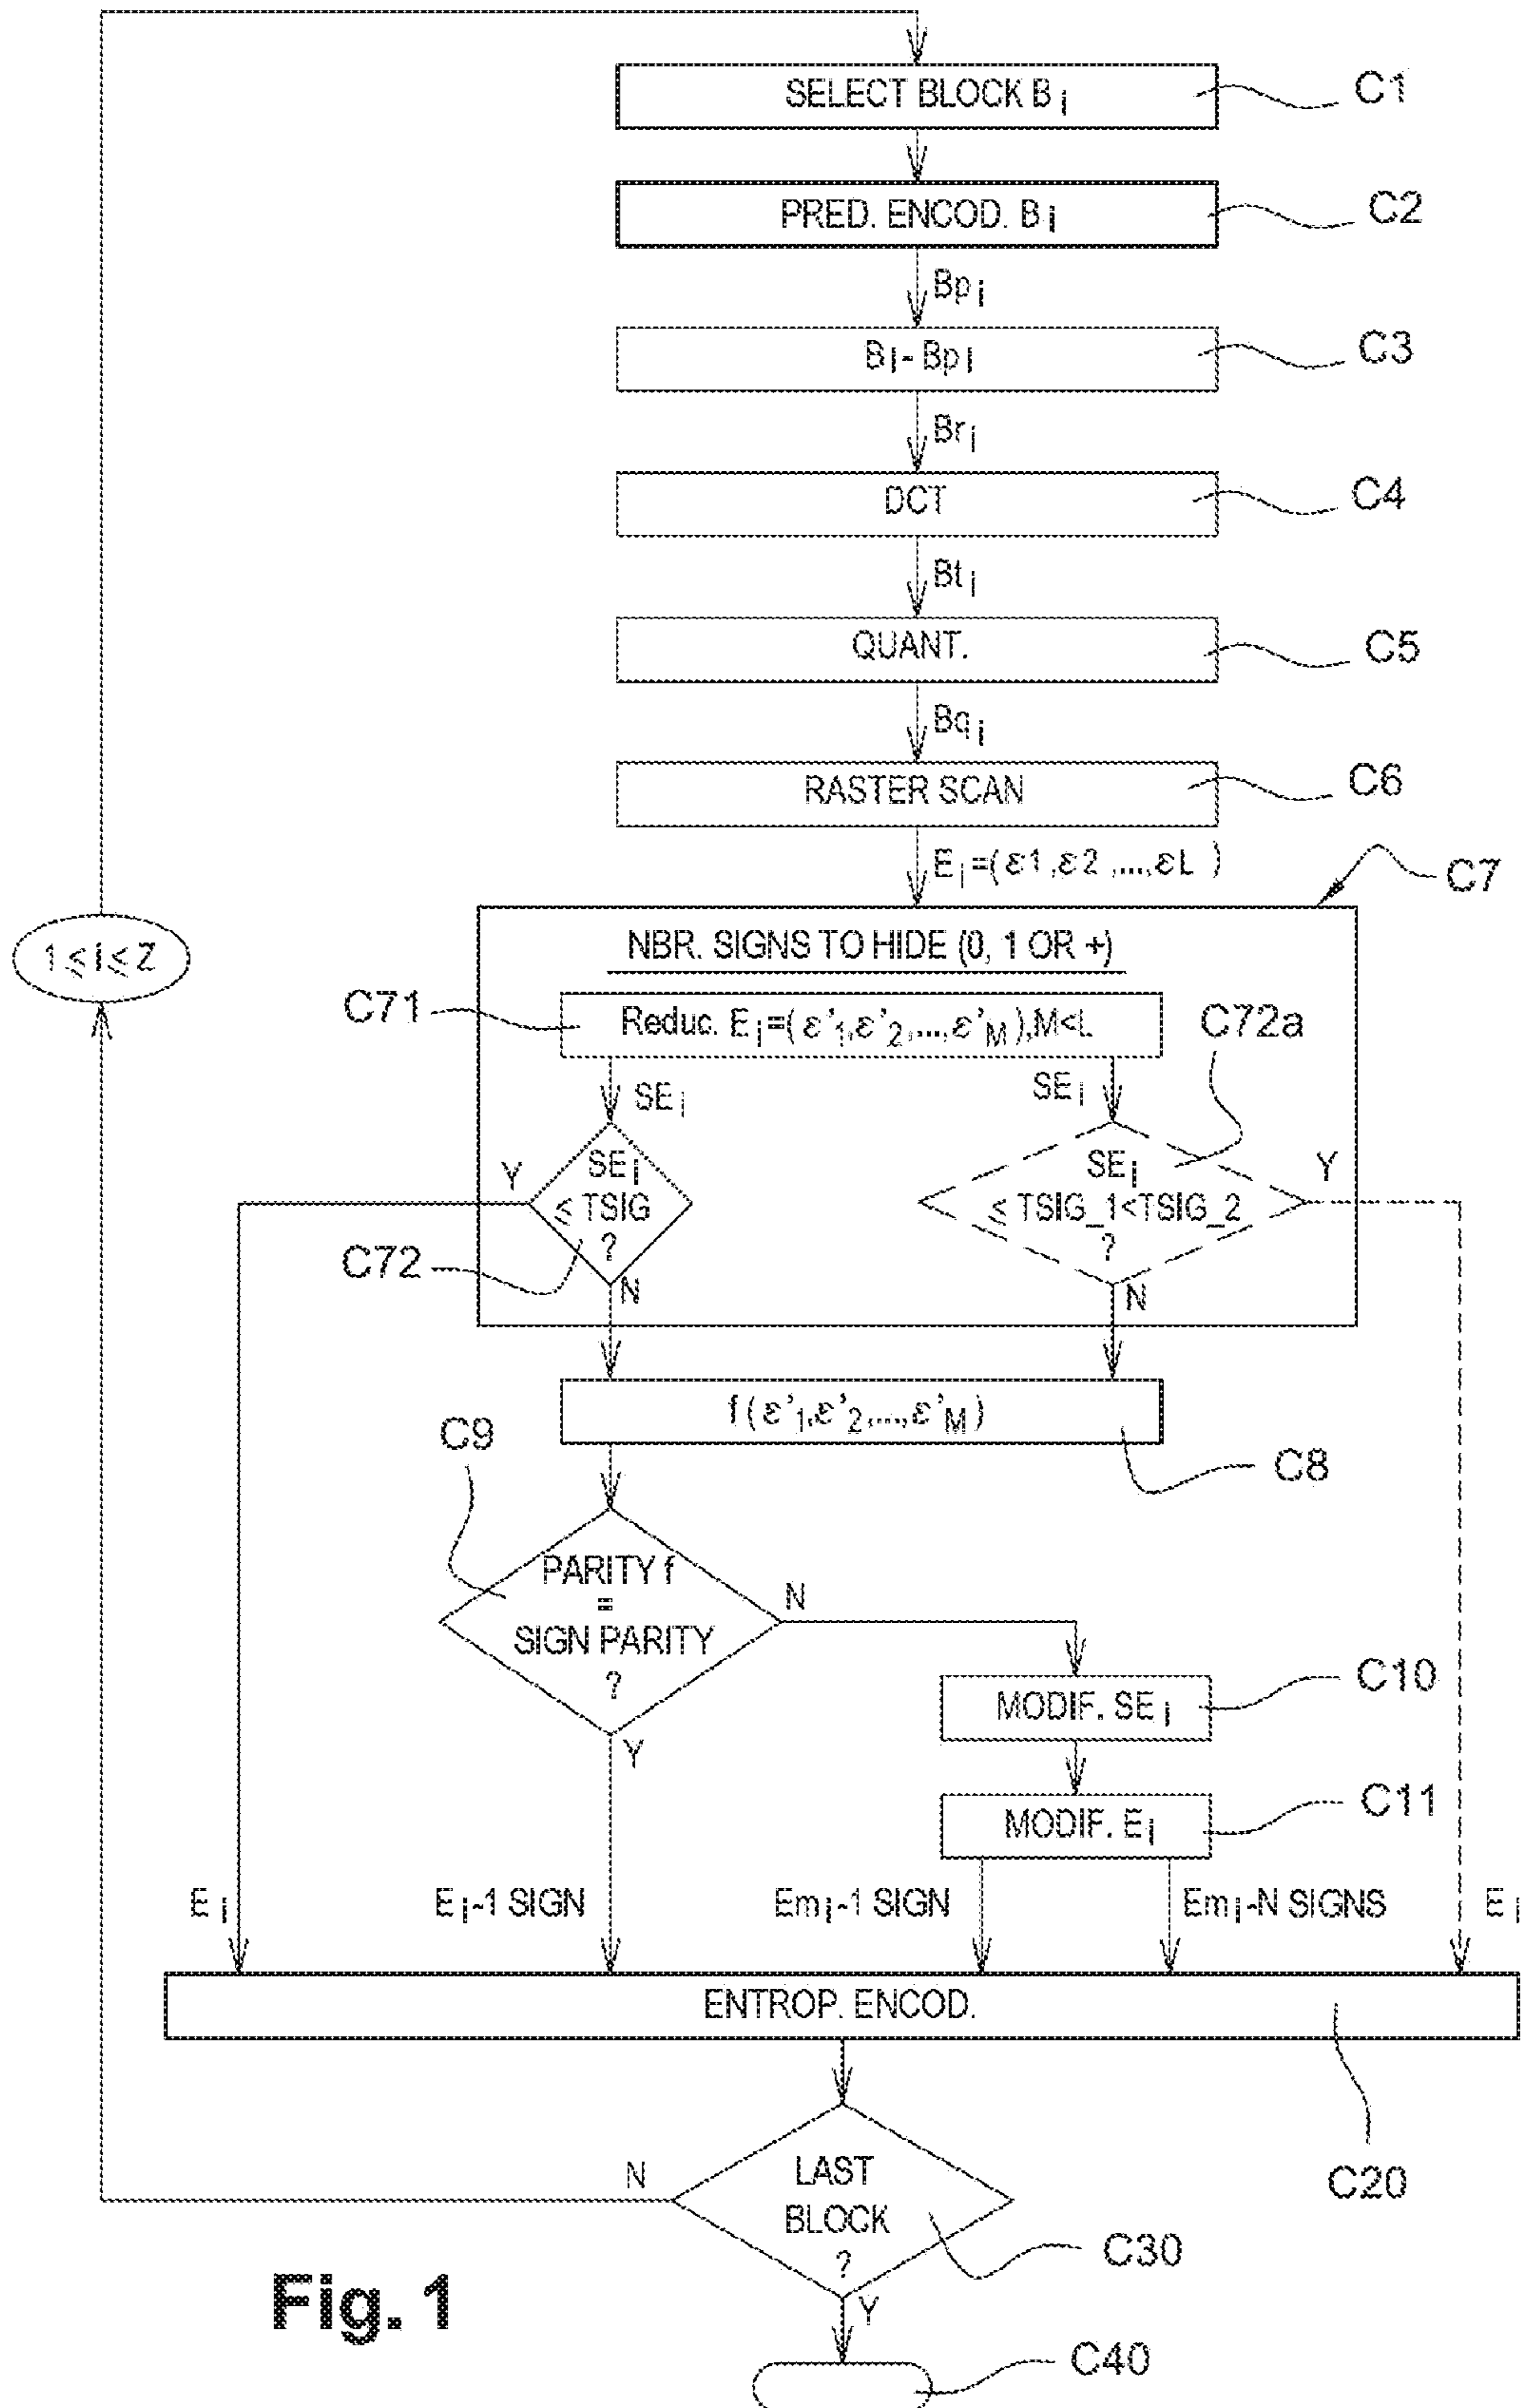 SELECT BLOCK B i
C1
PRED. ENCOD. B i
C2
Bp i
B i - Bp i
C3
Br i
DCT
C4
Bt i
QUANT.
C5
Bq i
RASTER SCAN
C6
E i =(ε1,ε2,...,εL)
C7
1≤i≤Z
NBR. SIGNS TO HIDE (0, 1 OR +)
C71
Reduc. E i =(ε'1,ε'2,...,ε'M),M<L
C72a
SE i
SE i
Y
SE i
≤ TSIG
?
SE i
≤ TSIG_1<TSIG_2
?
Y
C72
N
N
f(ε'1,ε'2,...,ε'M)
C8
C9
PARITY f
=
SIGN PARITY
?
N
Y
MODIF. SE i
C10
MODIF. E i
C11
E i
E i -1 SIGN
Em i -1 SIGN
Em i -N SIGNS
E i
ENTROP. ENCOD.
C20
N
LAST
BLOCK
?
C30
Y
Fig. 1
C40